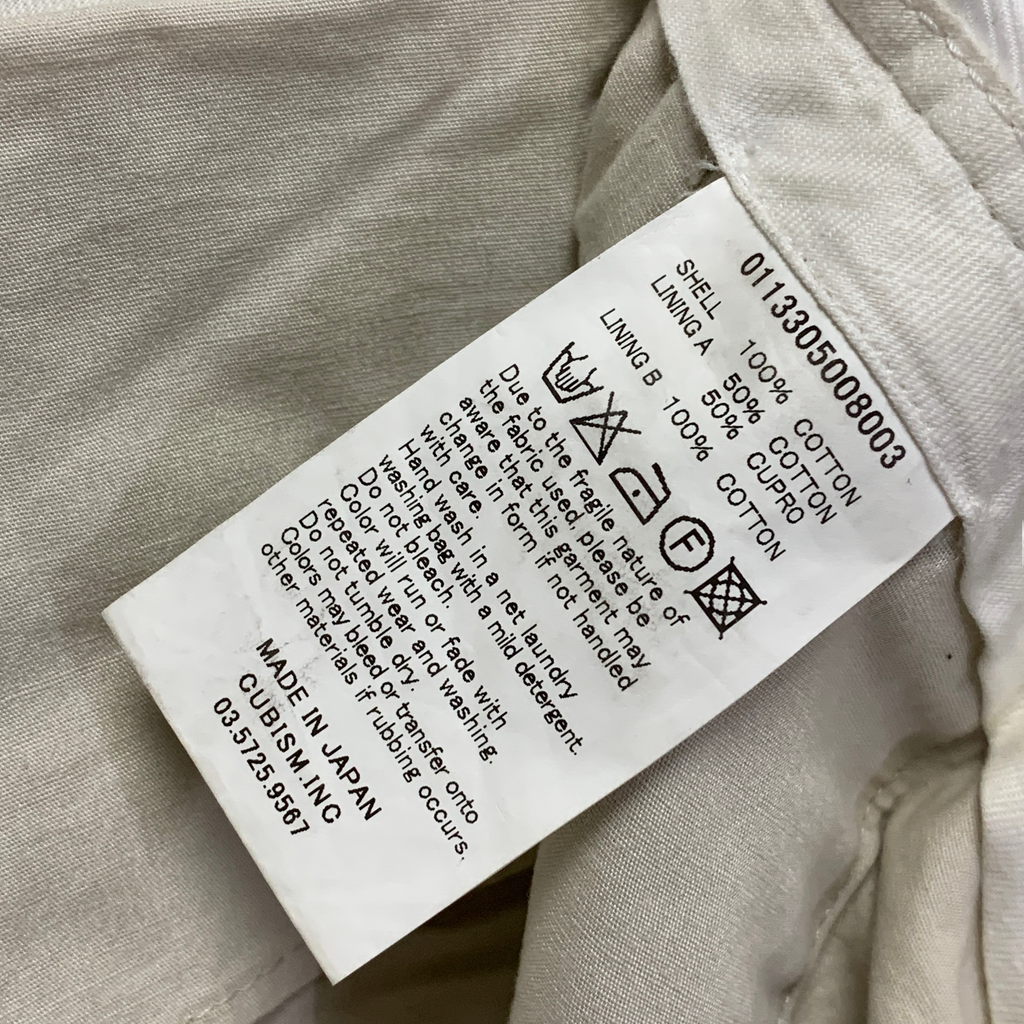 0113305008003
SHELL 100% COTTON
LINING A 50% COTTON
50% CUPRO
LINING B 100% COTTON
F
Due to the fragile nature of
the fabric used, please be
aware that this garment may
change in form if not handled
with care.
Hand wash in a net laundry
washing bag with a mild detergent.
Do not bleach.
Color will run or fade with
repeated wear and washing.
Do not tumble dry.
Colors may bleed or transfer onto
other materials if rubbing occurs.
MADE IN JAPAN
CUBISM.INC
03.5725.9567